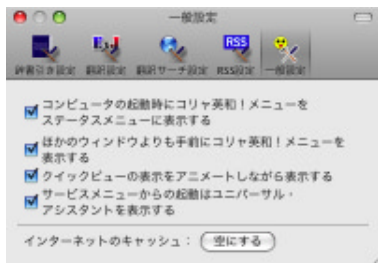 一般設定
辞書引き設定 翻訳設定 翻訳サーチ設定 RSS設定 一般設定
RSS
コンピュータの起動時にコリャ英和！メニューを
ステータスメニューに表示する
ほかのウィンドウよりも手前にコリャ英和！メニューを
表示する
クイックビューの表示をアニメートしながら表示する
サービスメニューからの起動はユニバーサル・
アシスタントを表示する
インターネットのキャッシュ： 空にする